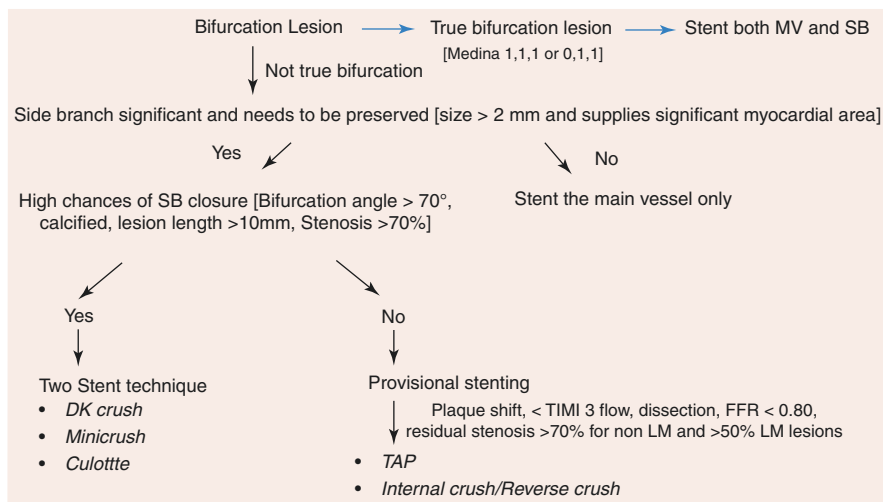 Bifurcation Lesion
True bifurcation lesion
Stent both MV and SB
[Medina 1,1,1 or 0,1,1]
Not true bifurcation
Side branch significant and needs to be preserved [size > 2 mm and supplies significant myocardial area]
Yes
No
High chances of SB closure [Bifurcation angle > 70°,
calcified, lesion length >10mm, Stenosis >70%]
Stent the main vessel only
Yes
No
Two Stent technique
• DK crush
• Minicrush
• Culottte
Provisional stenting
Plaque shift, < TIMI 3 flow, dissection, FFR < 0.80,
residual stenosis >70% for non LM and >50% LM lesions
• TAP
• Internal crush/Reverse crush